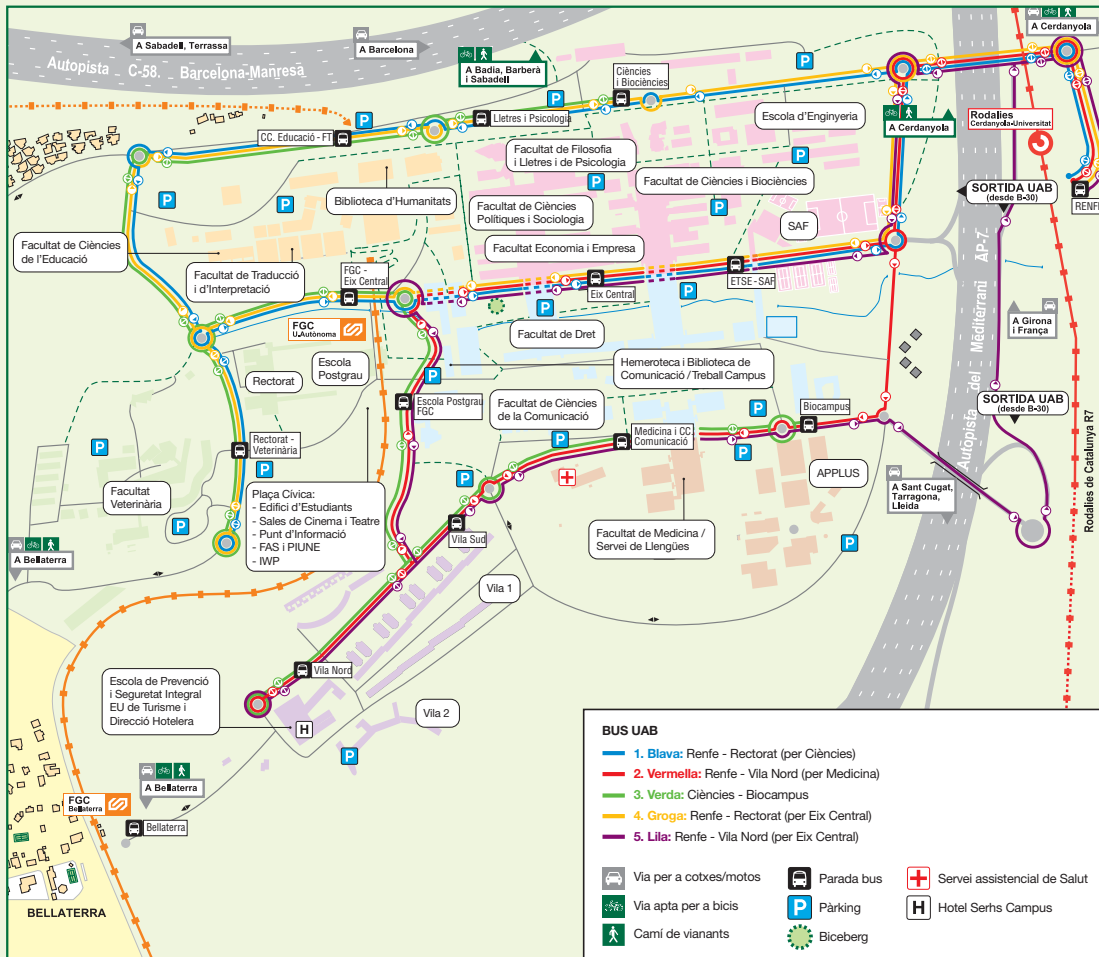 A Sabadell, Terrassa
A Barcelona
Autopista C-58. Barcelona-Manresa
A Badia, Barberà
i Sabadell
Ciències
i Biociències
A Cerdanyola
Lletres i Psicologia
CC. Educació - FTI
Escola d'Enginyeria
A Cerdanyola
Rodalies
Cerdanyola-Universitat
Facultat de Filosofia
i Lletres i de Psicologia
Facultat de Ciències i Biociències
SORTIDA UAB
(desde B-30)
RENFE
Biblioteca d'Humanitats
Facultat de Ciències
Polítiques i Sociologia
SAF
Facultat de Ciències
de l'Educació
Facultat Economia i Empresa
Facultat de Traducció
i d'Interpretació
FGC -
Eix Central
Eix Central
ETSE - SAF
Autopista del Mediterrani AP-7
A Girona
i França
FGC
U.Autònoma
Facultat de Dret
Escola
Postgrau
Rectorat
Hemeroteca i Biblioteca de
Comunicació / Treball Campus
Escola Postgrau
FGC
Facultat de Ciències
de la Comunicació
Biocampus
SORTIDA UAB
(desde B-30)
Rectorat -
Veterinària
Medicina i CC.
Comunicació
APPLUS
A Sant Cugat,
Tarragona,
Lleida
Rodalies de Catalunya R7
Facultat
Veterinària
Plaça Cívica:
- Edifici d'Estudiants
- Sales de Cinema i Teatre
- Punt d'Informació
- FAS i PIUNE
- IWP
Vila Sud
Facultat de Medicina /
Servei de Llengües
A Bellaterra
Vila 1
Vila Nord
Escola de Prevenció
i Seguretat Integral
EU de Turisme i
Direcció Hotelera
H
Vila 2
A Bellaterra
FGC
Bellaterra
Bellaterra
BELLATERRA
BUS UAB
1. Blava: Renfe - Rectorat (per Ciències)
2. Vermella: Renfe - Vila Nord (per Medicina)
3. Verda: Ciències - Biocampus
4. Groga: Renfe - Rectorat (per Eix Central)
5. Lila: Renfe - Vila Nord (per Eix Central)
Via per a cotxes/motos
Parada bus
Servei assistencial de Salut
Via apta per a bicis
P Pàrking
H Hotel Serhs Campus
Camí de vianants
Biceberg